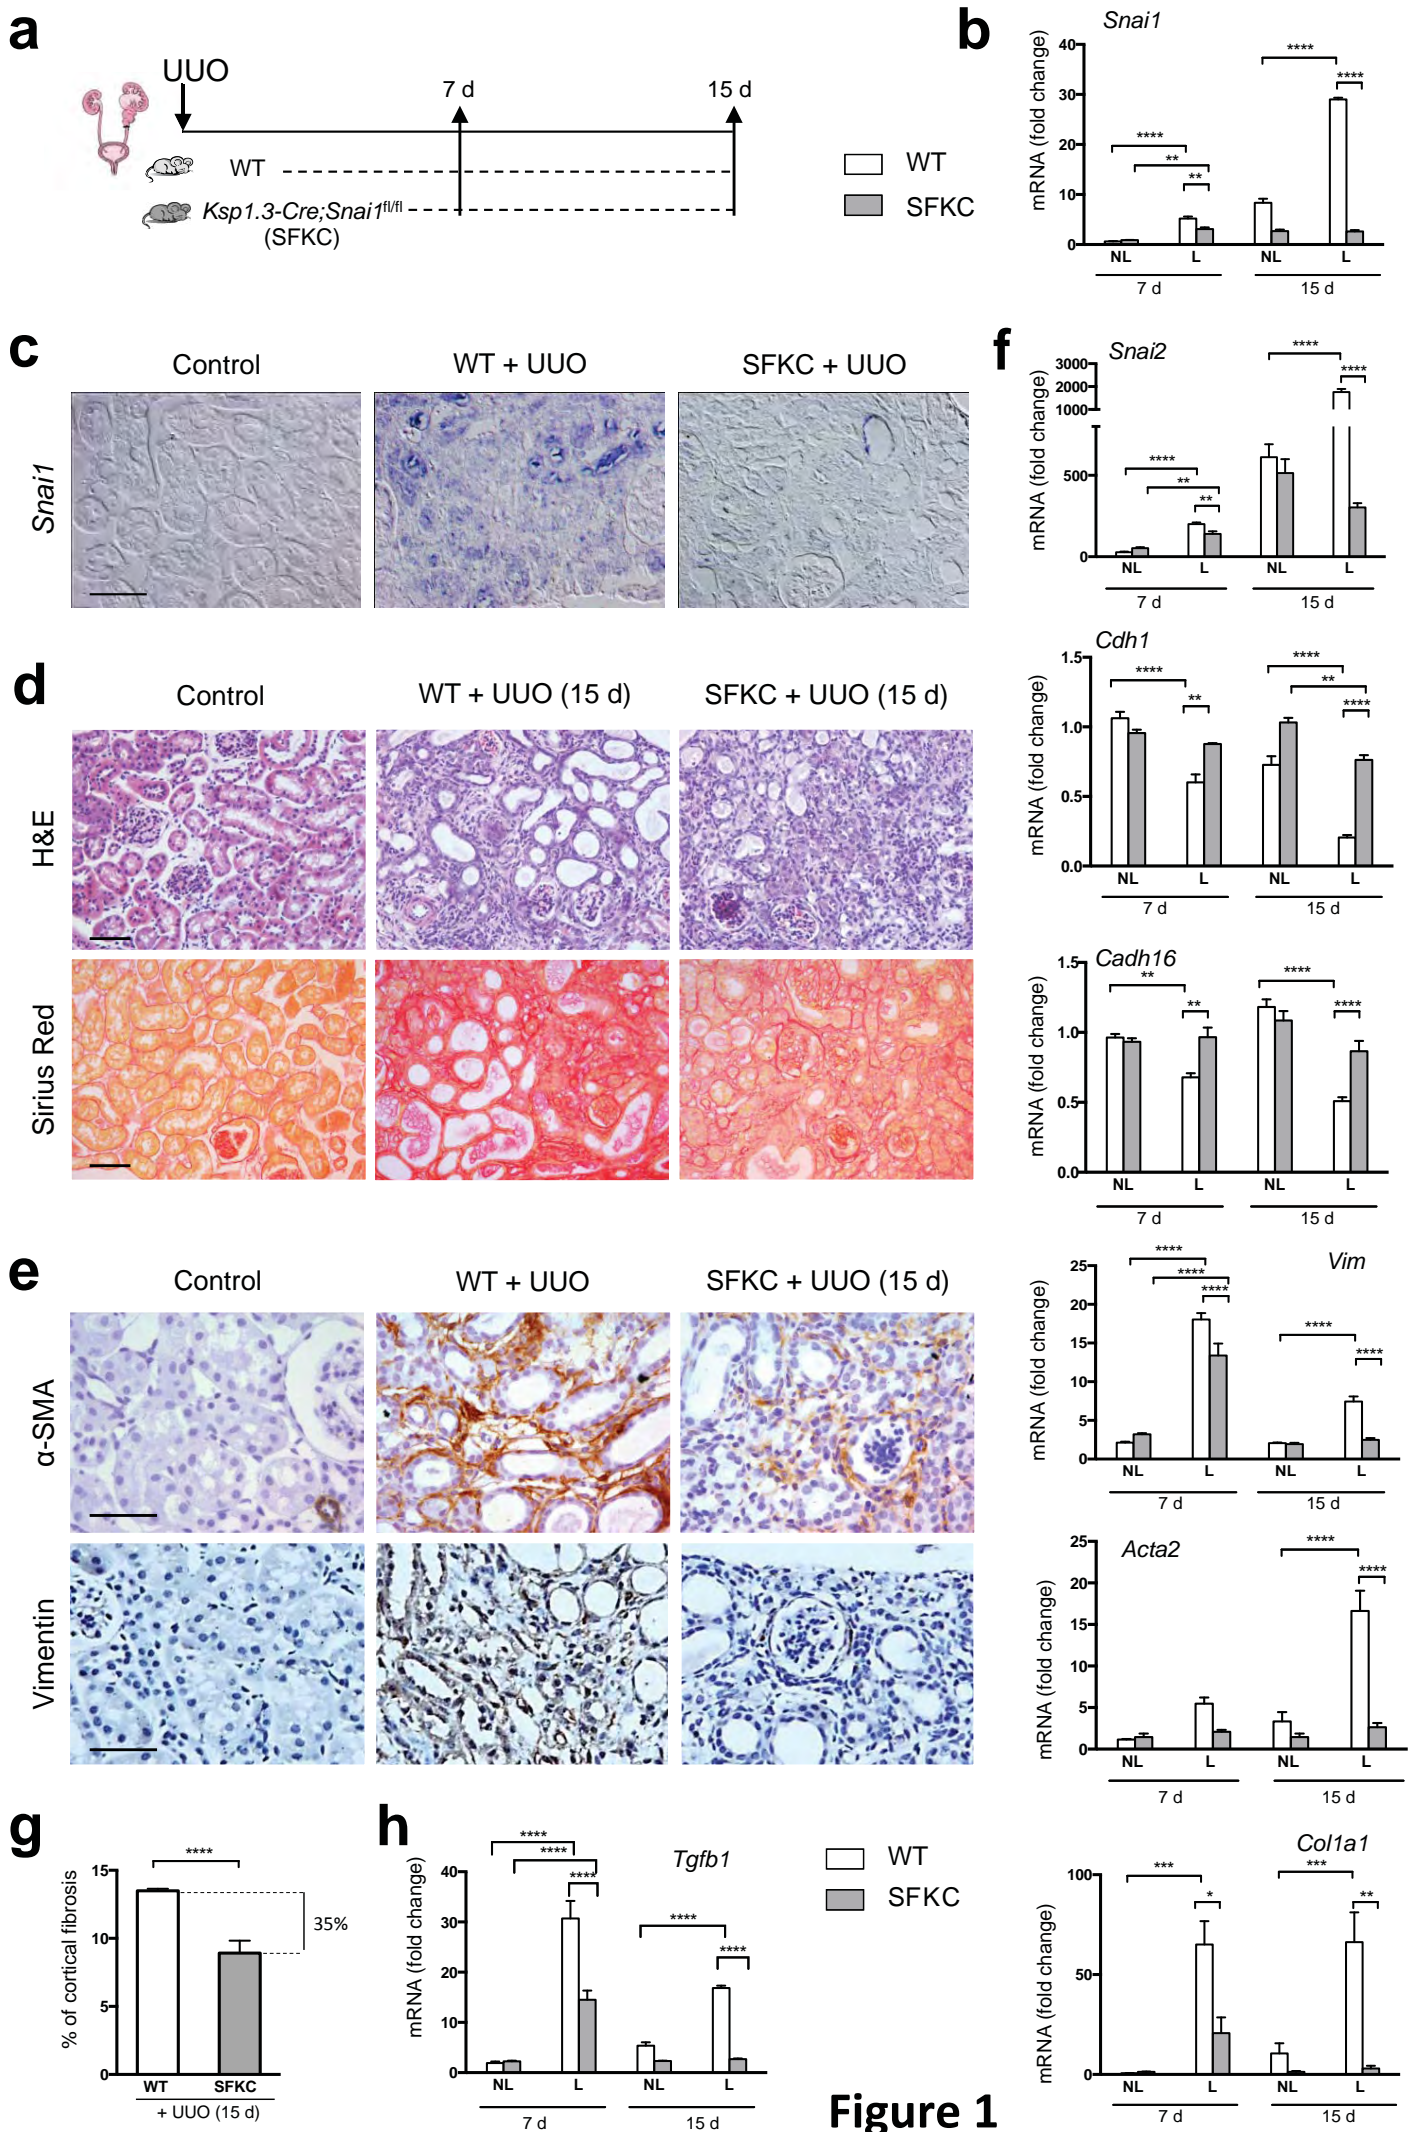 a
UUO
7 d
15 d
WT
Ksp1.3-Cre;Snai1fl/fl
(SFKC)
WT
SFKC
b
Snai1
mRNA (fold change)
40
30
20
10
0
****
**
**
****
****
NL
L
NL
L
7 d
15 d
c
Control
WT + UUO
SFKC + UUO
Snai1
d
Control
WT + UUO (15 d)
SFKC + UUO (15 d)
H&E
Sirius Red
e
Control
WT + UUO
SFKC + UUO (15 d)
α-SMA
Vimentin
f
Snai2
mRNA (fold change)
3000
2000
1000
500
0
****
**
**
****
****
NL
L
NL
L
7 d
15 d
Cdh1
mRNA (fold change)
1.5
1.0
0.5
0.0
****
**
****
**
****
NL
L
NL
L
7 d
15 d
Cadh16
mRNA (fold change)
1.5
1.0
0.5
0.0
**
**
****
****
NL
L
NL
L
7 d
15 d
Vim
mRNA (fold change)
25
20
15
10
5
0
****
****
****
****
****
NL
L
NL
L
7 d
15 d
Acta2
mRNA (fold change)
25
20
15
10
5
0
****
****
NL
L
NL
L
7 d
15 d
Col1a1
mRNA (fold change)
100
50
0
***
*
***
**
NL
L
NL
L
7 d
15 d
g
% of cortical fibrosis
15
10
5
0
****
35%
WT
SFKC
+ UUO (15 d)
h
Tgfb1
mRNA (fold change)
40
30
20
10
0
****
****
****
****
****
NL
L
NL
L
7 d
15 d
WT
SFKC
Figure 1